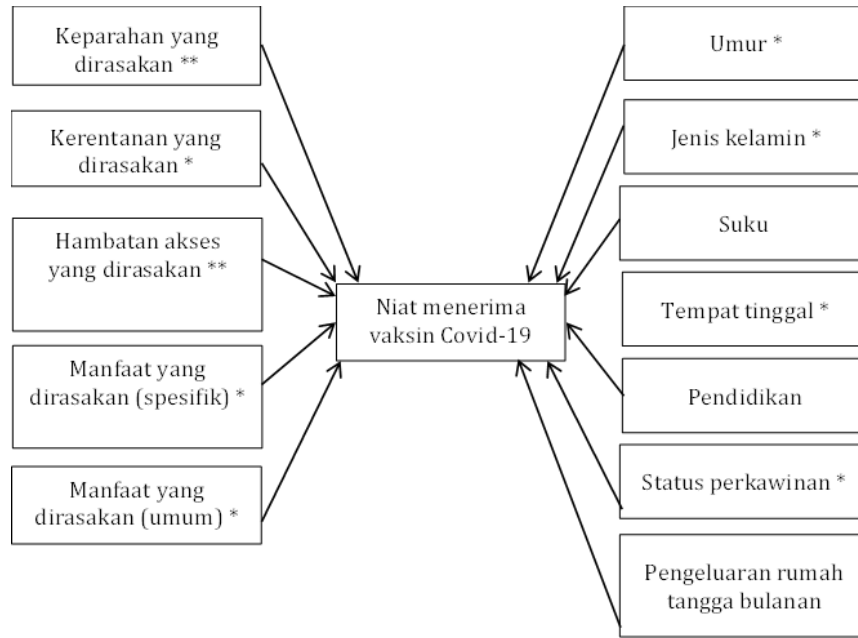 Keparahan yang
dirasakan **
Kerentanan yang
dirasakan *
Hambatan akses
yang dirasakan **
Manfaat yang
dirasakan (spesifik) *
Manfaat yang
dirasakan (umum) *
Niat menerima
vaksin Covid-19
Umur *
Jenis kelamin *
Suku
Tempat tinggal *
Pendidikan
Status perkawinan *
Pengeluaran rumah
tangga bulanan